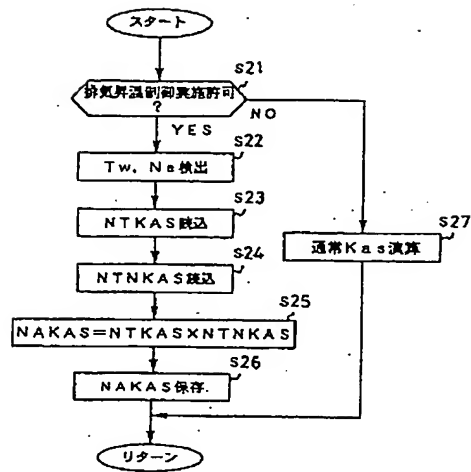 スタート
S21
排気昇温制御実施許可
?
NO
YES
S22
Tw, Ne検出
S23
NTKAS読込
S27
S24
通常Kas演算
NTNKAS読込
S25
NAKAS=NTKAS×NTNKAS
S26
NAKAS保存.
リターン